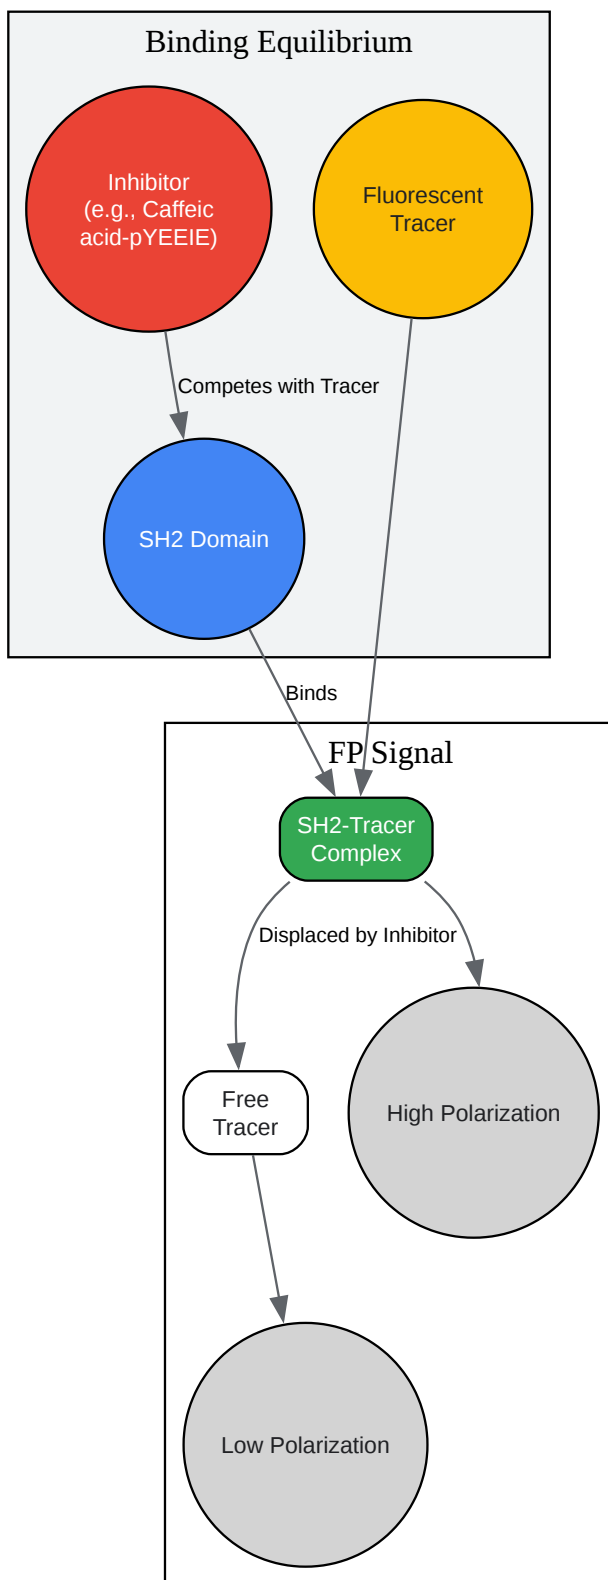 Binding Equilibrium
Inhibitor
(e.g., Caffeic
acid-pYEEIE)
Fluorescent
Tracer
Competes with Tracer
SH2 Domain
Binds
FP Signal
SH2-Tracer
Complex
Displaced by Inhibitor
Free
Tracer
High Polarization
Low Polarization